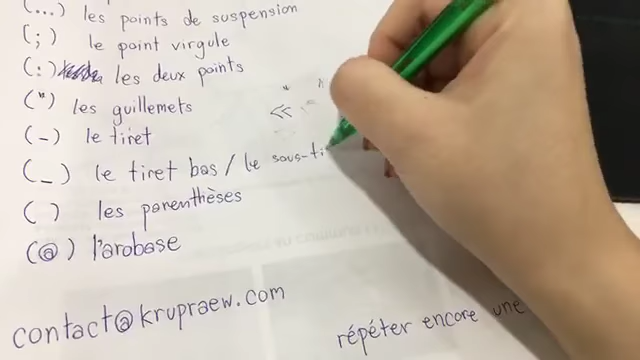 (...) les points de suspension
(;) le point virgule
(:) les deux points
(") les guillemets «
(-) le tiret
(_) le tiret bas / le sous-ti
( ) les parenthèses
(@) l'arobase
contact@krupraew.com
répéter encore une